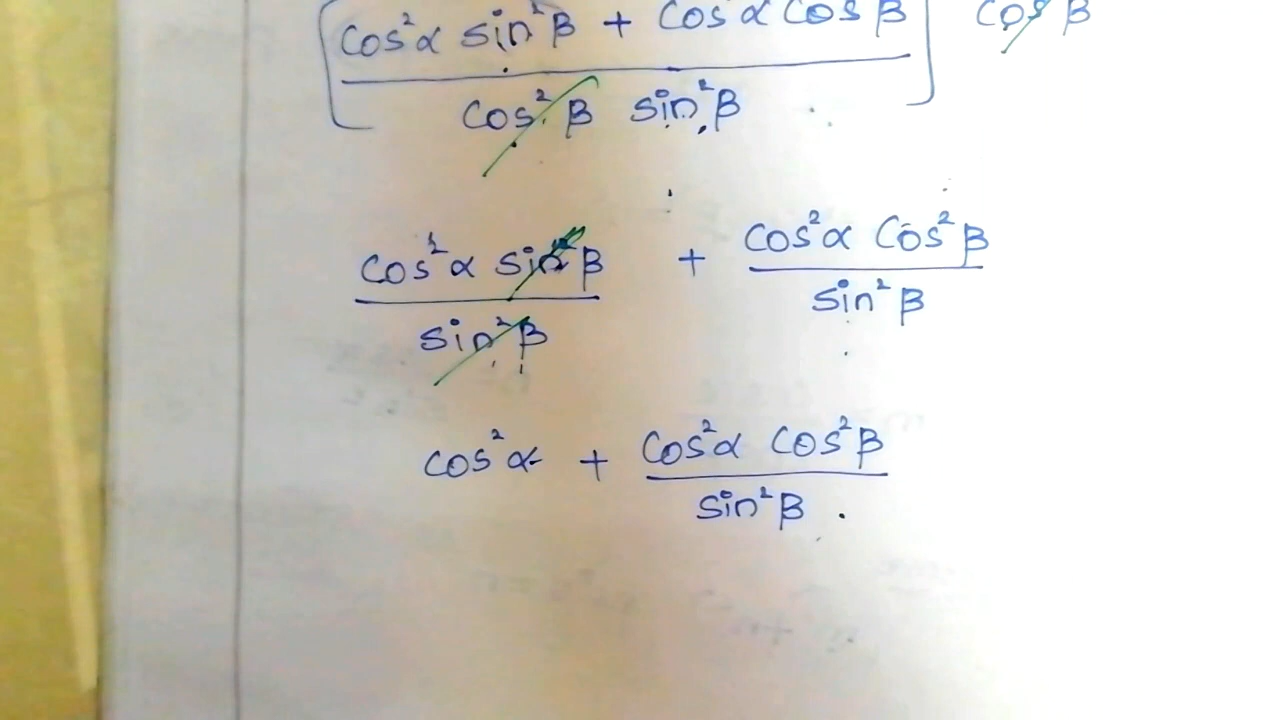 [cos²α sin²β + cos α cos β] cos β
cos²β sin²β
cos²α sin²β + cos²α cos²β
sin²β sin²β
cos²α + cos²α cos²β
sin²β